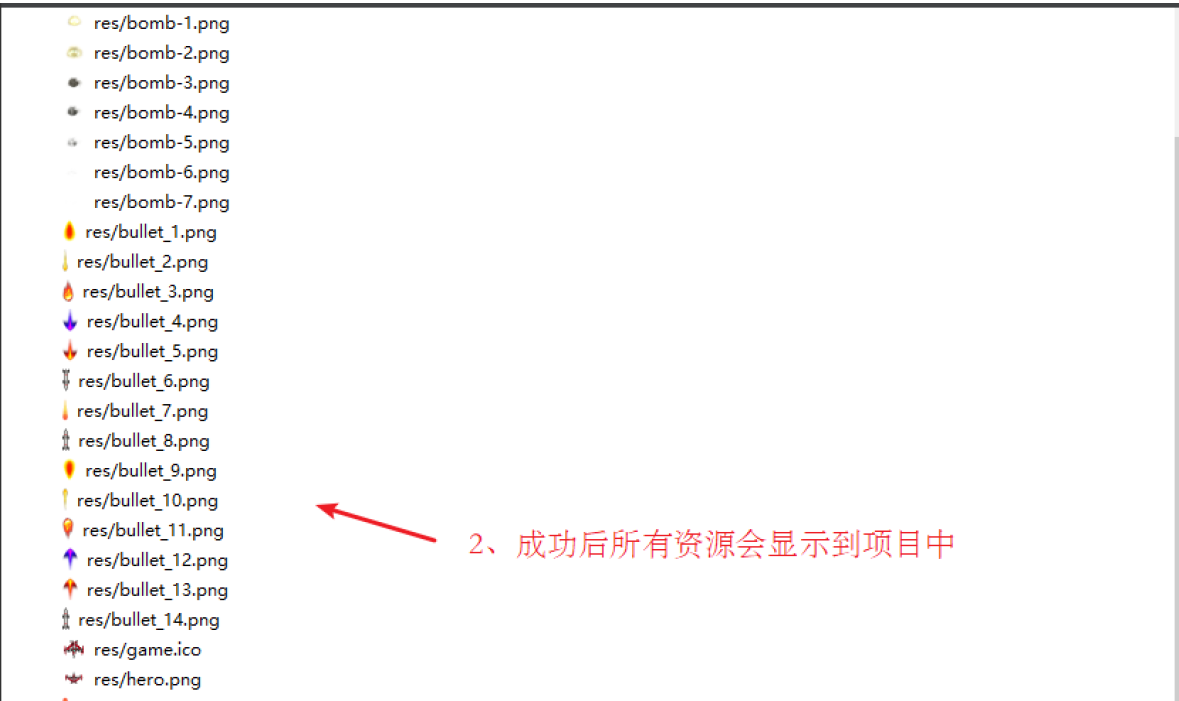 res/bomb-1.png
res/bomb-2.png
res/bomb-3.png
res/bomb-4.png
res/bomb-5.png
res/bomb-6.png
res/bomb-7.png
res/bullet_1.png
res/bullet_2.png
res/bullet_3.png
res/bullet_4.png
res/bullet_5.png
res/bullet_6.png
res/bullet_7.png
res/bullet_8.png
res/bullet_9.png
res/bullet_10.png
res/bullet_11.png
2、成功后所有资源会显示到项目中
res/bullet_12.png
res/bullet_13.png
res/bullet_14.png
res/game.ico
res/hero.png